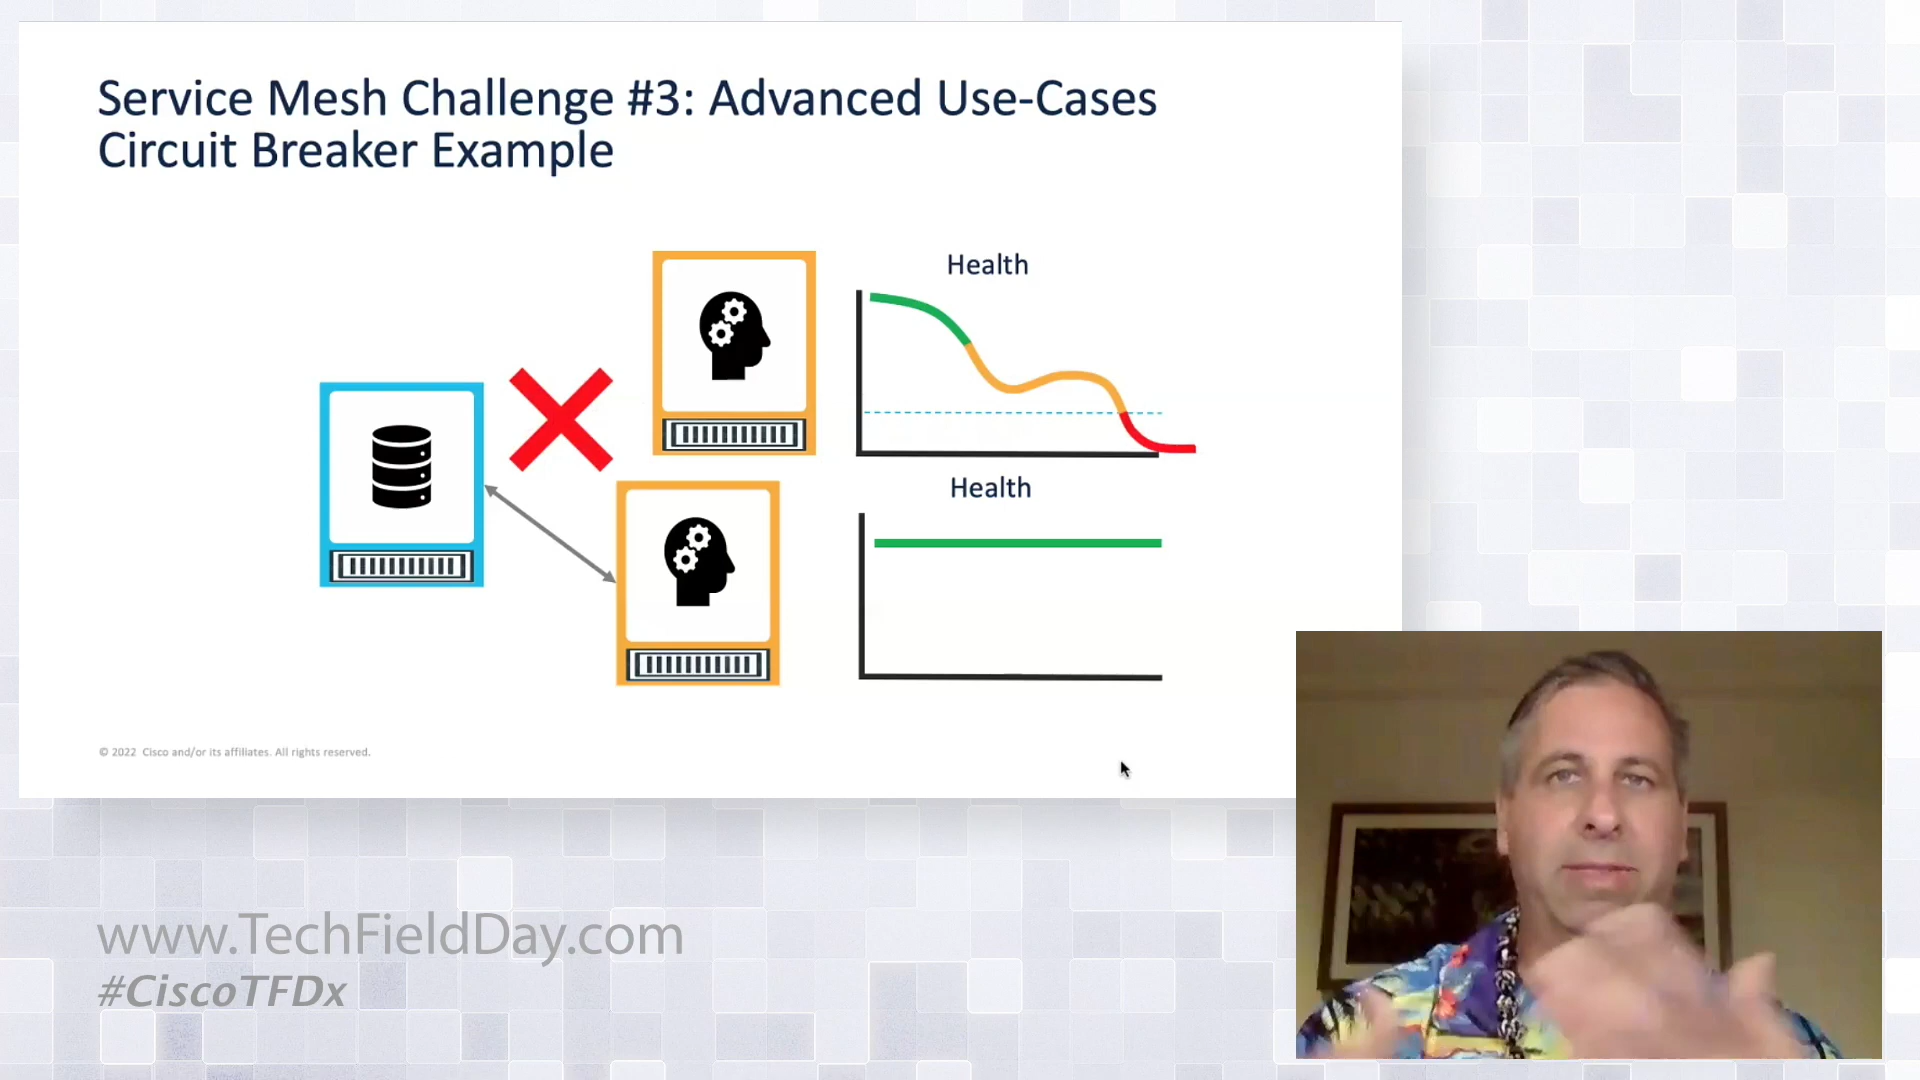 Service Mesh Challenge #3: Advanced Use-Cases
Circuit Breaker Example
Health
Health
© 2022 Cisco and/or its affiliates. All rights reserved.
www.TechFieldDay.com
#CiscoTFDx